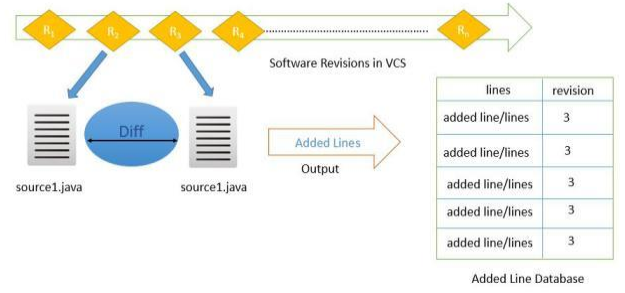 R1 R2 R3 R4 Rn
Software Revisions in VCS
Diff
source1.java
source1.java
Added Lines
Output
lines revision
added line/lines 3
added line/lines 3
added line/lines 3
added line/lines 3
added line/lines 3
Added Line Database